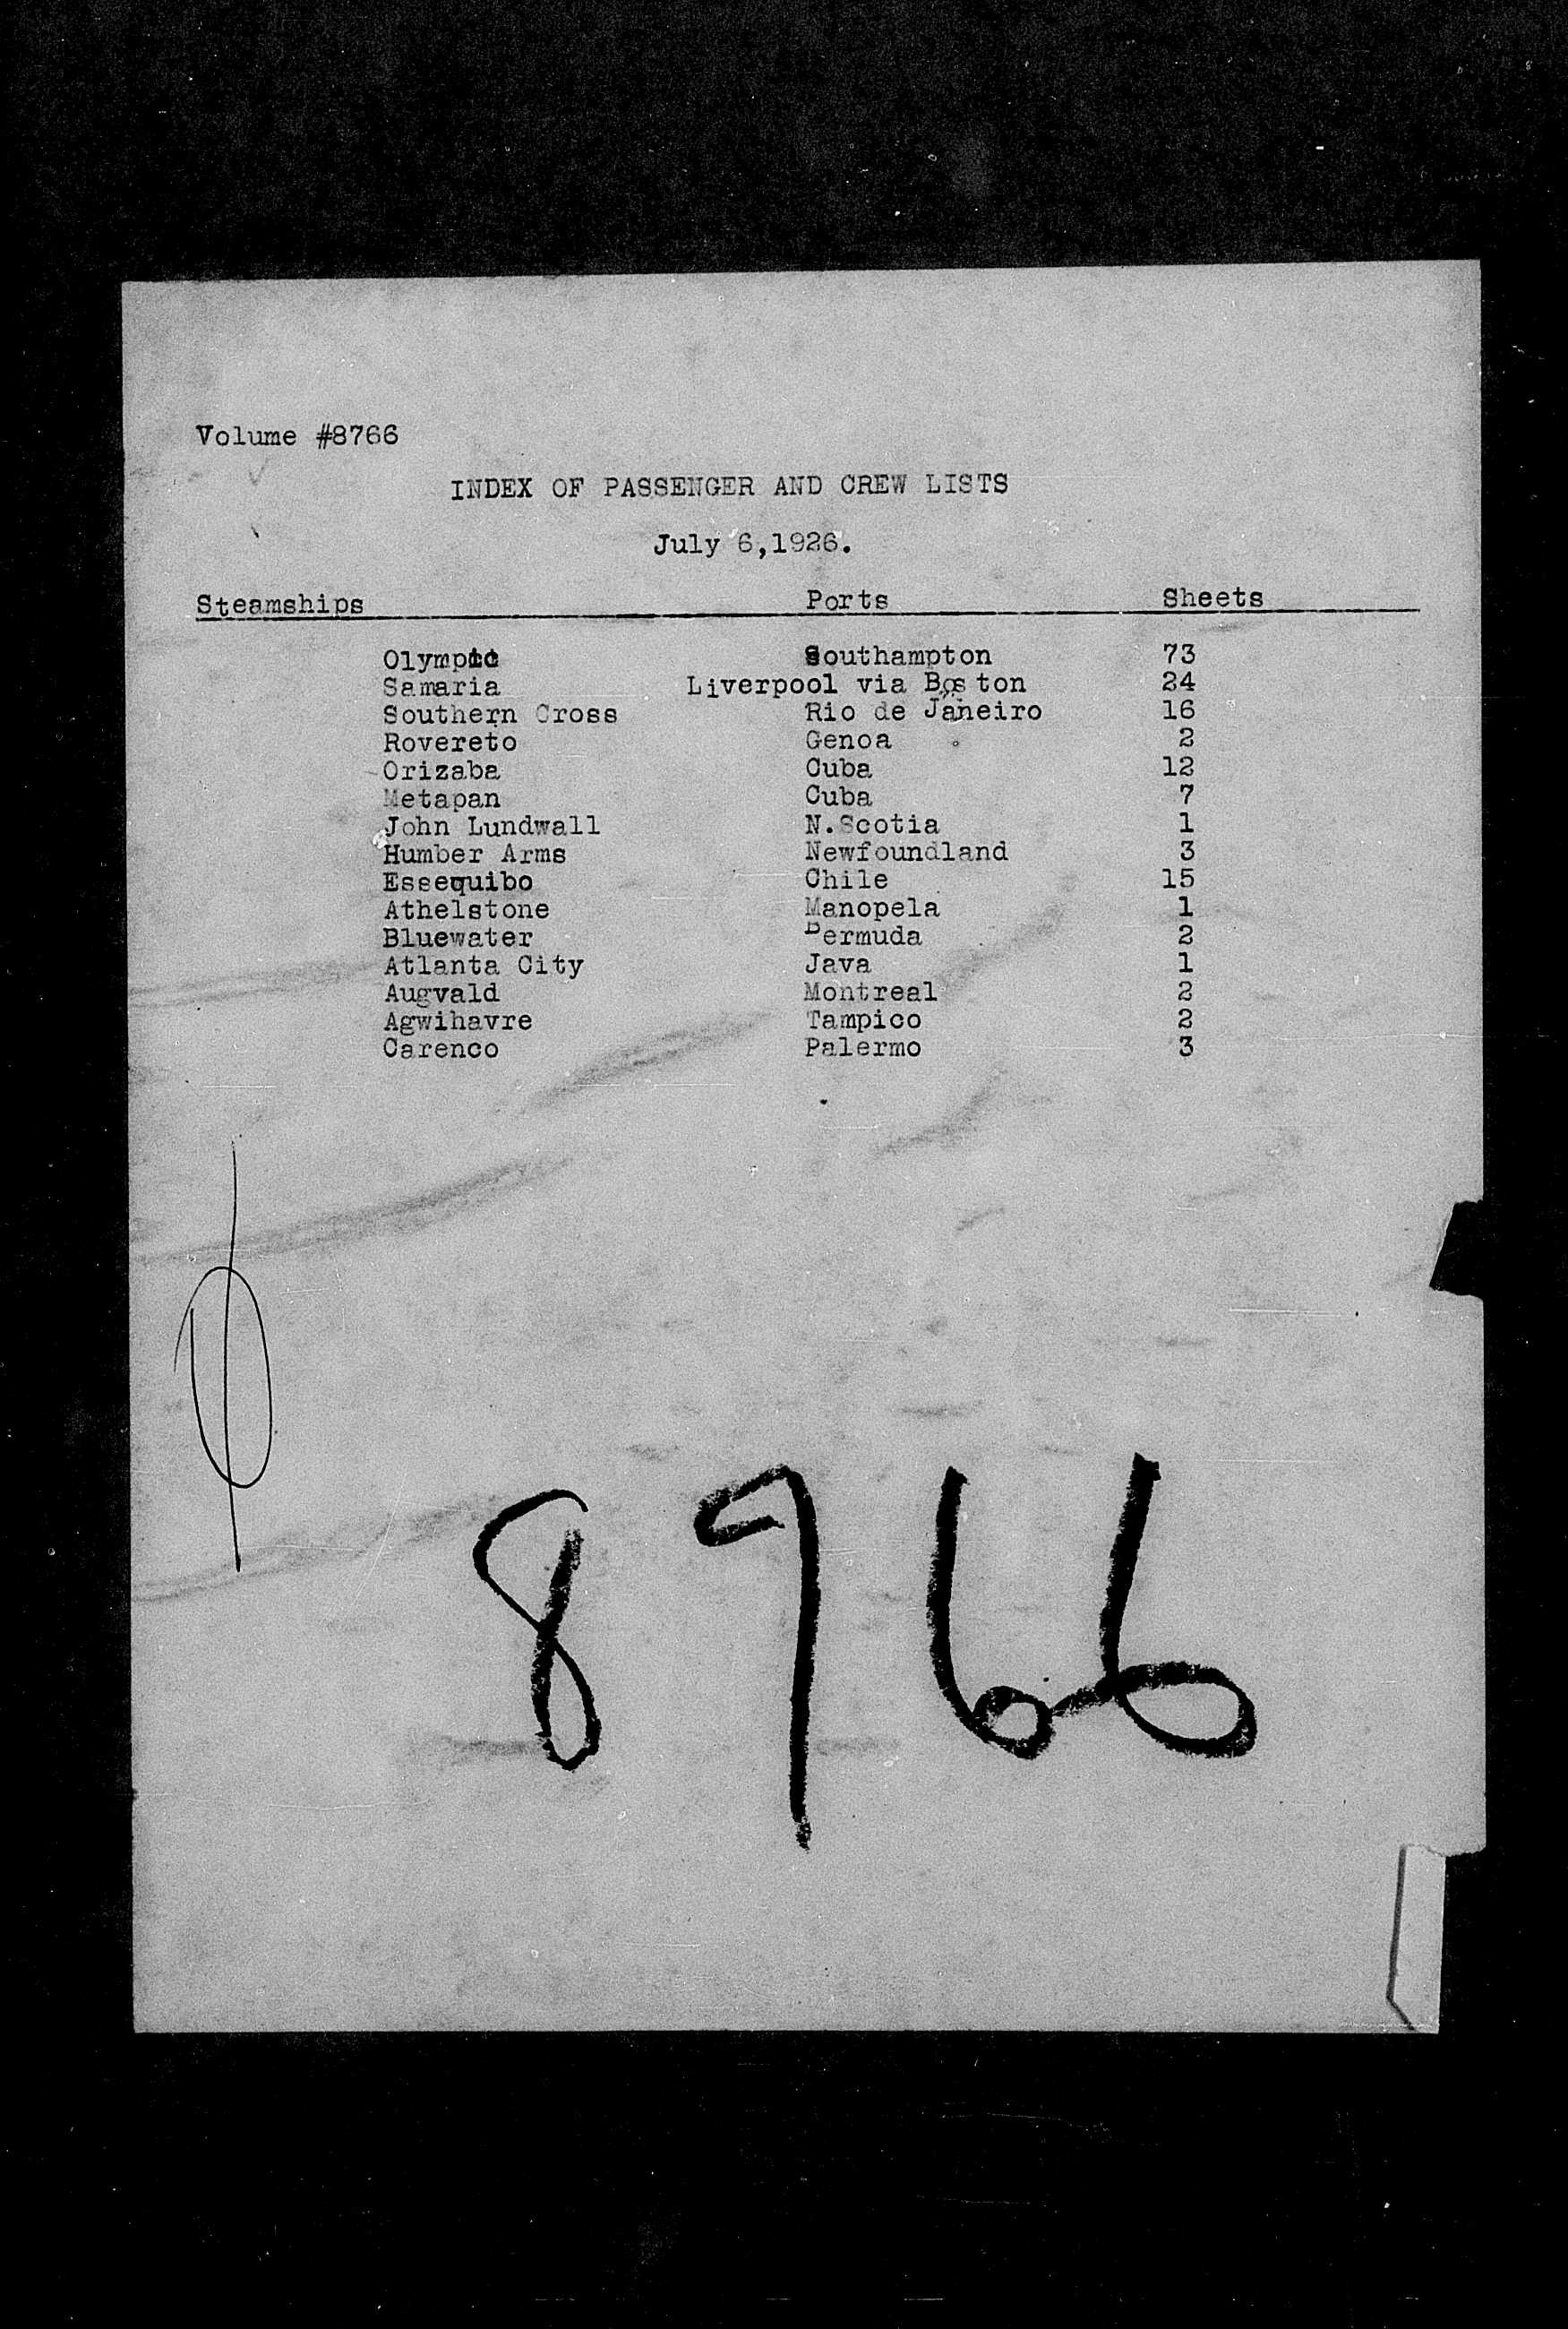 Volume #8766
INDEX OF PASSENGER AND CREW LISTS
July 6,1926.
Steamships Ports Sheets
Olympic Southampton 73
Samaria Liverpool via Boston 24
Southern Cross Rio de Janeiro 16
Rovereto Genoa 2
Orizaba Cuba 12
Metapan Cuba 7
John Lundwall N.Scotia 1
Humber Arms Newfoundland 3
Essequibo Chile 15
Athelstone Manopela 1
Bluewater Bermuda 2
Atlanta City Java 1
Augvald Montreal 2
Agwihavre Tampico 2
Carenco Palermo 3
8766